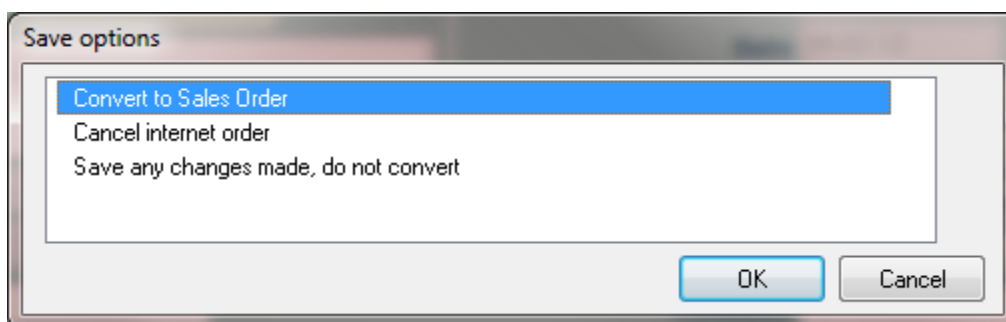 Save options
Convert to Sales Order
Cancel internet order
Save any changes made, do not convert
OK
Cancel